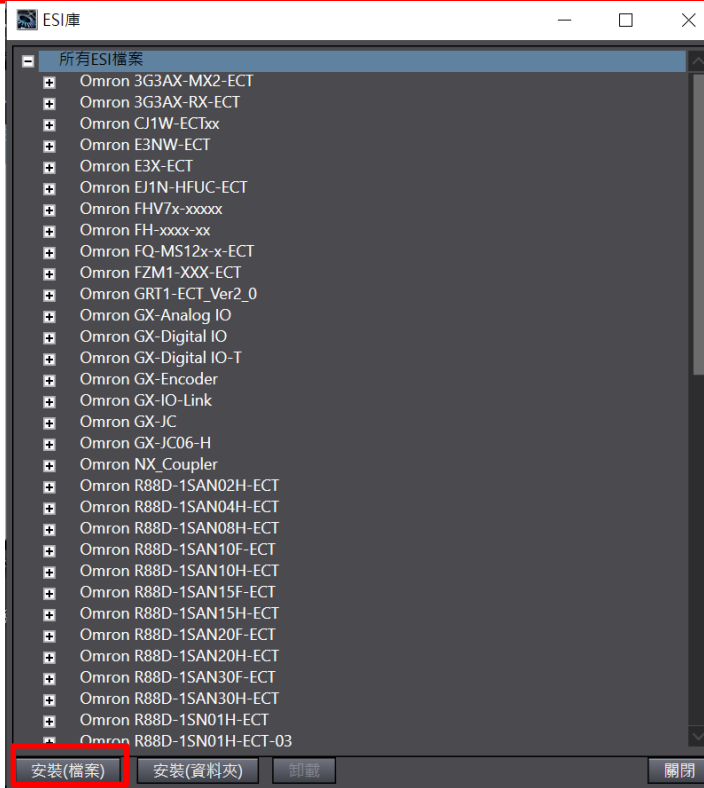 ESI庫
所有ESI檔案
Omron 3G3AX-MX2-ECT
Omron 3G3AX-RX-ECT
Omron CJ1W-ECTxx
Omron E3NW-ECT
Omron E3X-ECT
Omron EJ1N-HFUC-ECT
Omron FHV7x-xxxxx
Omron FH-xxxx-xx
Omron FQ-MS12x-x-ECT
Omron FZM1-XXX-ECT
Omron GRT1-ECT_Ver2_0
Omron GX-Analog IO
Omron GX-Digital IO
Omron GX-Digital IO-T
Omron GX-Encoder
Omron GX-IO-Link
Omron GX-JC
Omron GX-JC06-H
Omron NX_Coupler
Omron R88D-1SAN02H-ECT
Omron R88D-1SAN04H-ECT
Omron R88D-1SAN08H-ECT
Omron R88D-1SAN10F-ECT
Omron R88D-1SAN10H-ECT
Omron R88D-1SAN15F-ECT
Omron R88D-1SAN15H-ECT
Omron R88D-1SAN20F-ECT
Omron R88D-1SAN20H-ECT
Omron R88D-1SAN30F-ECT
Omron R88D-1SAN30H-ECT
Omron R88D-1SN01H-ECT
Omron R88D-1SN01H-ECT-03
安裝(檔案) 安裝(資料夾) 卸載 關閉